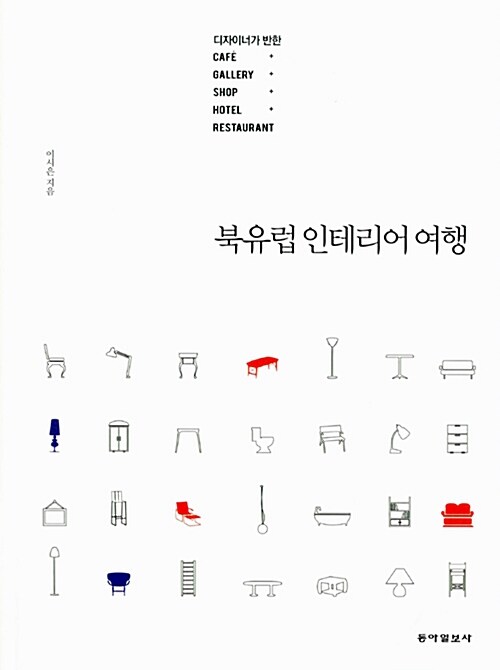 디자이너가 반한
CAFÉ +
GALLERY +
SHOP +
HOTEL +
RESTAURANT
이시은 지음
북유럽 인테리어 여행
동아일보사